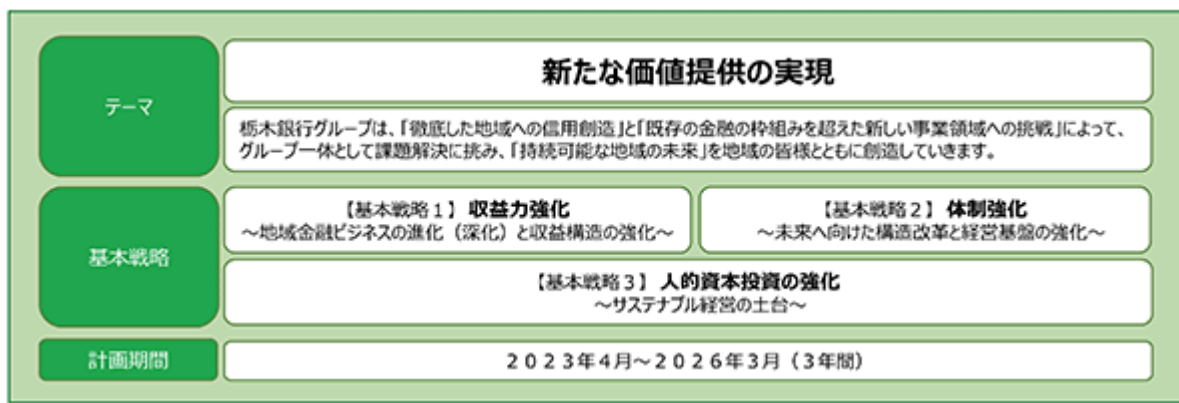 テーマ
新たな価値提供の実現
栃木銀行グループは、「徹底した地域への信用創造」と「既存の金融の枠組みを超えた新しい事業領域への挑戦」によって、
グループ一体として課題解決に挑み、「持続可能な地域の未来」を地域の皆様とともに創造していきます。
基本戦略
【基本戦略１】収益力強化
～地域金融ビジネスの進化（深化）と収益構造の強化～
【基本戦略２】体制強化
～未来へ向けた構造改革と経営基盤の強化～
【基本戦略３】人的資本投資の強化
～サステナブル経営の土台～
計画期間
２０２３年４月～２０２６年３月（３年間）